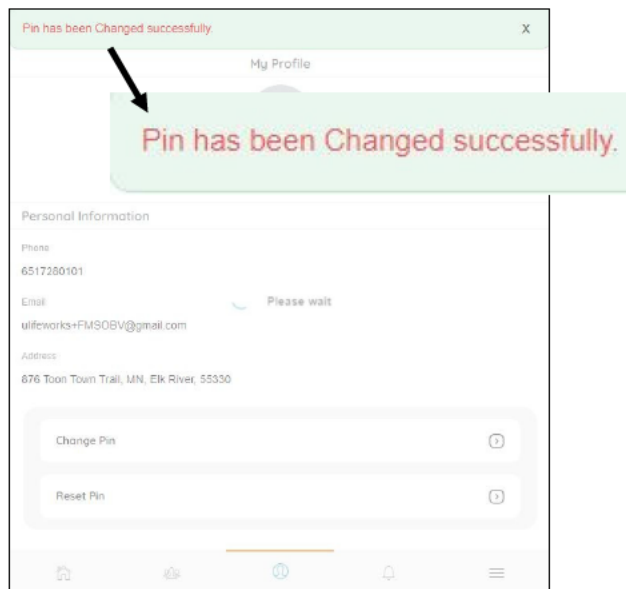 Pin has been Changed successfully.
X
My Profile
Pin has been Changed successfully.
Personal Information
Phone
6517280101
Email
Please wait
ulifeworks+FMSOBV@gmail.com
Address
876 Toon Town Trail, MN, Elk River, 55330
Change Pin
Reset Pin